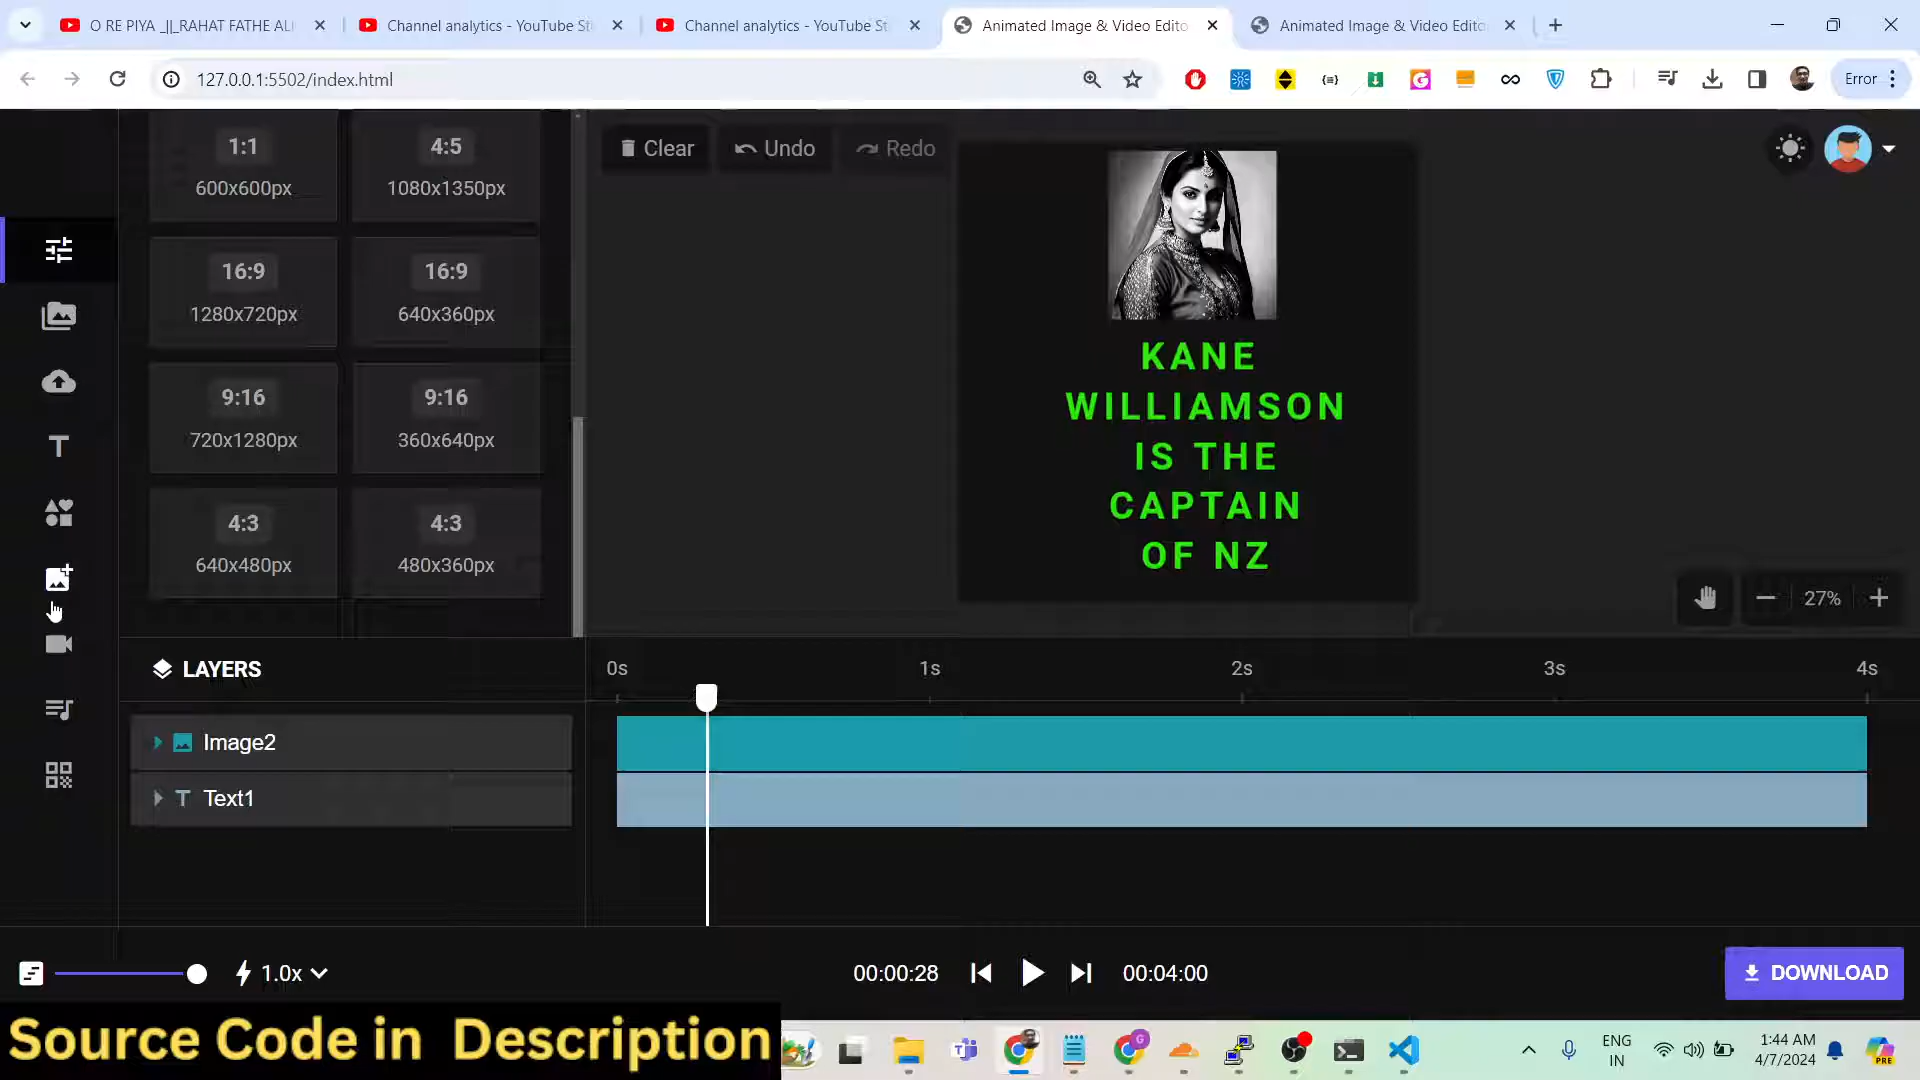 O RE PIYA _||_RAHAT FATHE ALI
Channel analytics - YouTube St
Channel analytics - YouTube St
Animated Image & Video Edito
Animated Image & Video Edito
127.0.0.1:5502/index.html
Error
1:1
600x600px
4:5
1080x1350px
16:9
1280x720px
16:9
640x360px
9:16
720x1280px
9:16
360x640px
4:3
640x480px
4:3
480x360px
Clear
Undo
Redo
KANE
WILLIAMSON
IS THE
CAPTAIN
OF NZ
27%
LAYERS
0s
1s
2s
3s
4s
Image2
Text1
1.0x
00:00:28
00:04:00
DOWNLOAD
Source Code in Description
ENG
IN
1:44 AM
4/7/2024
PRE